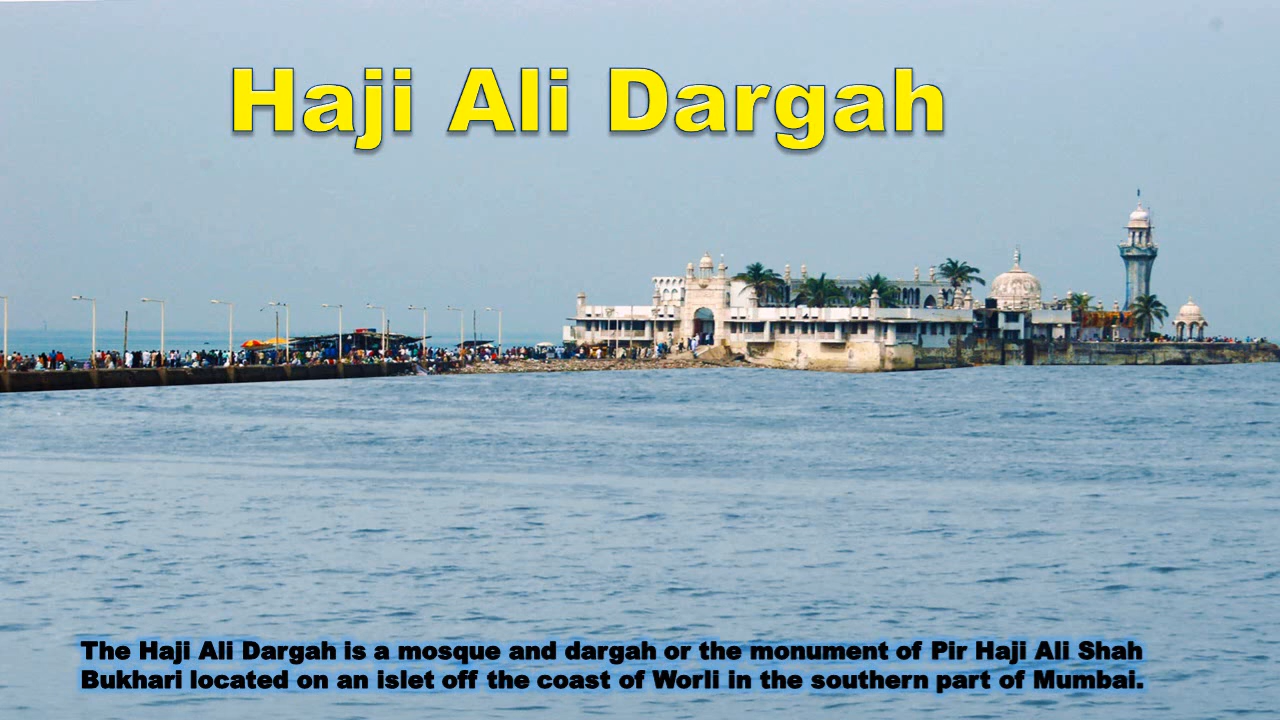 Haji Ali Dargah
The Haji Ali Dargah is a mosque and dargah or the monument of Pir Haji Ali Shah
Bukhari located on an islet off the coast of Worli in the southern part of Mumbai.